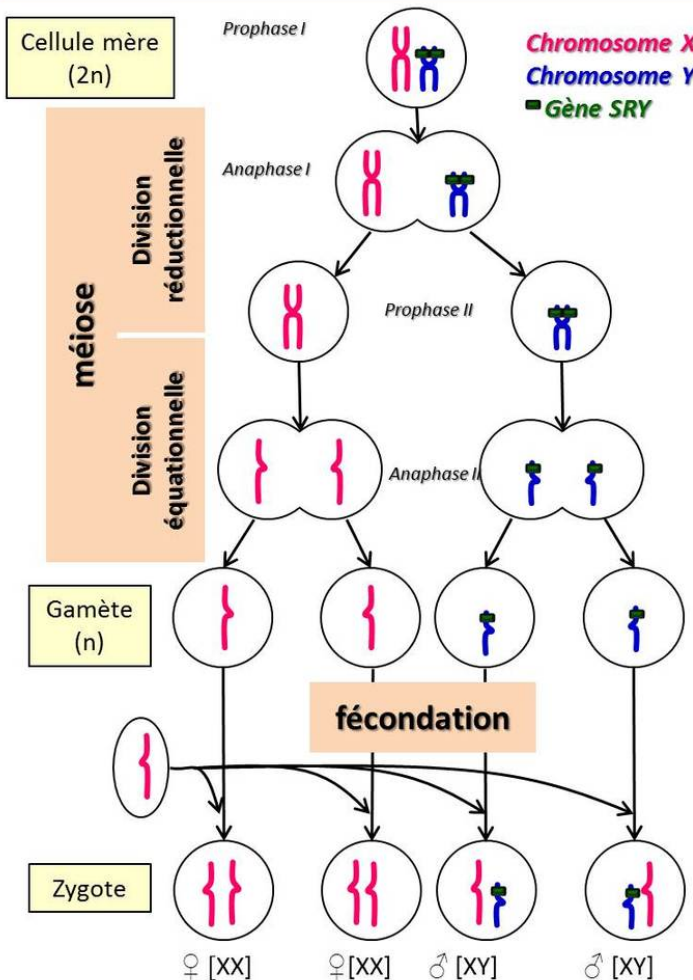 Cellule mère
(2n)
Prophase I
Chromosome X
Chromosome Y
Gène SRY
Anaphase I
méiose
Division
réductionnelle
Prophase II
Division
équationnelle
Anaphase II
Gamète
(n)
fécondation
Zygote
♀ [XX]
♀[XX]
♂ [XY]
♂ [XY]